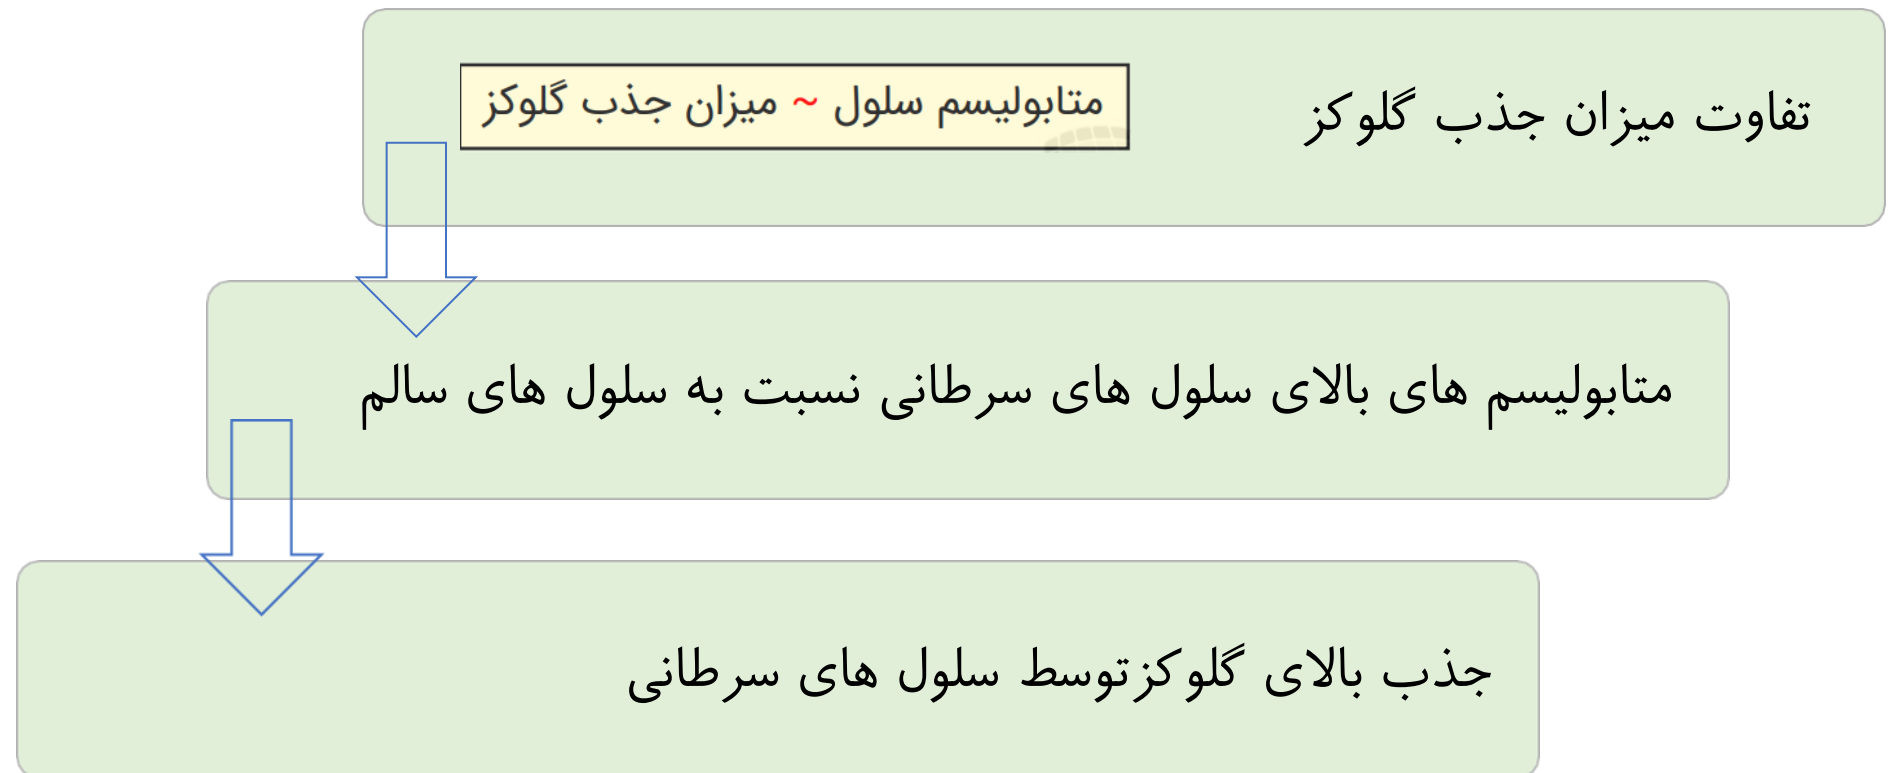 تفاوت میزان جذب گلوکز
متابولیسم سلول ~ میزان جذب گلوکز
متابولیسم های بالای سلول های سرطانی نسبت به سلول های سالم
جذب بالای گلوکزتوسط سلول های سرطانی